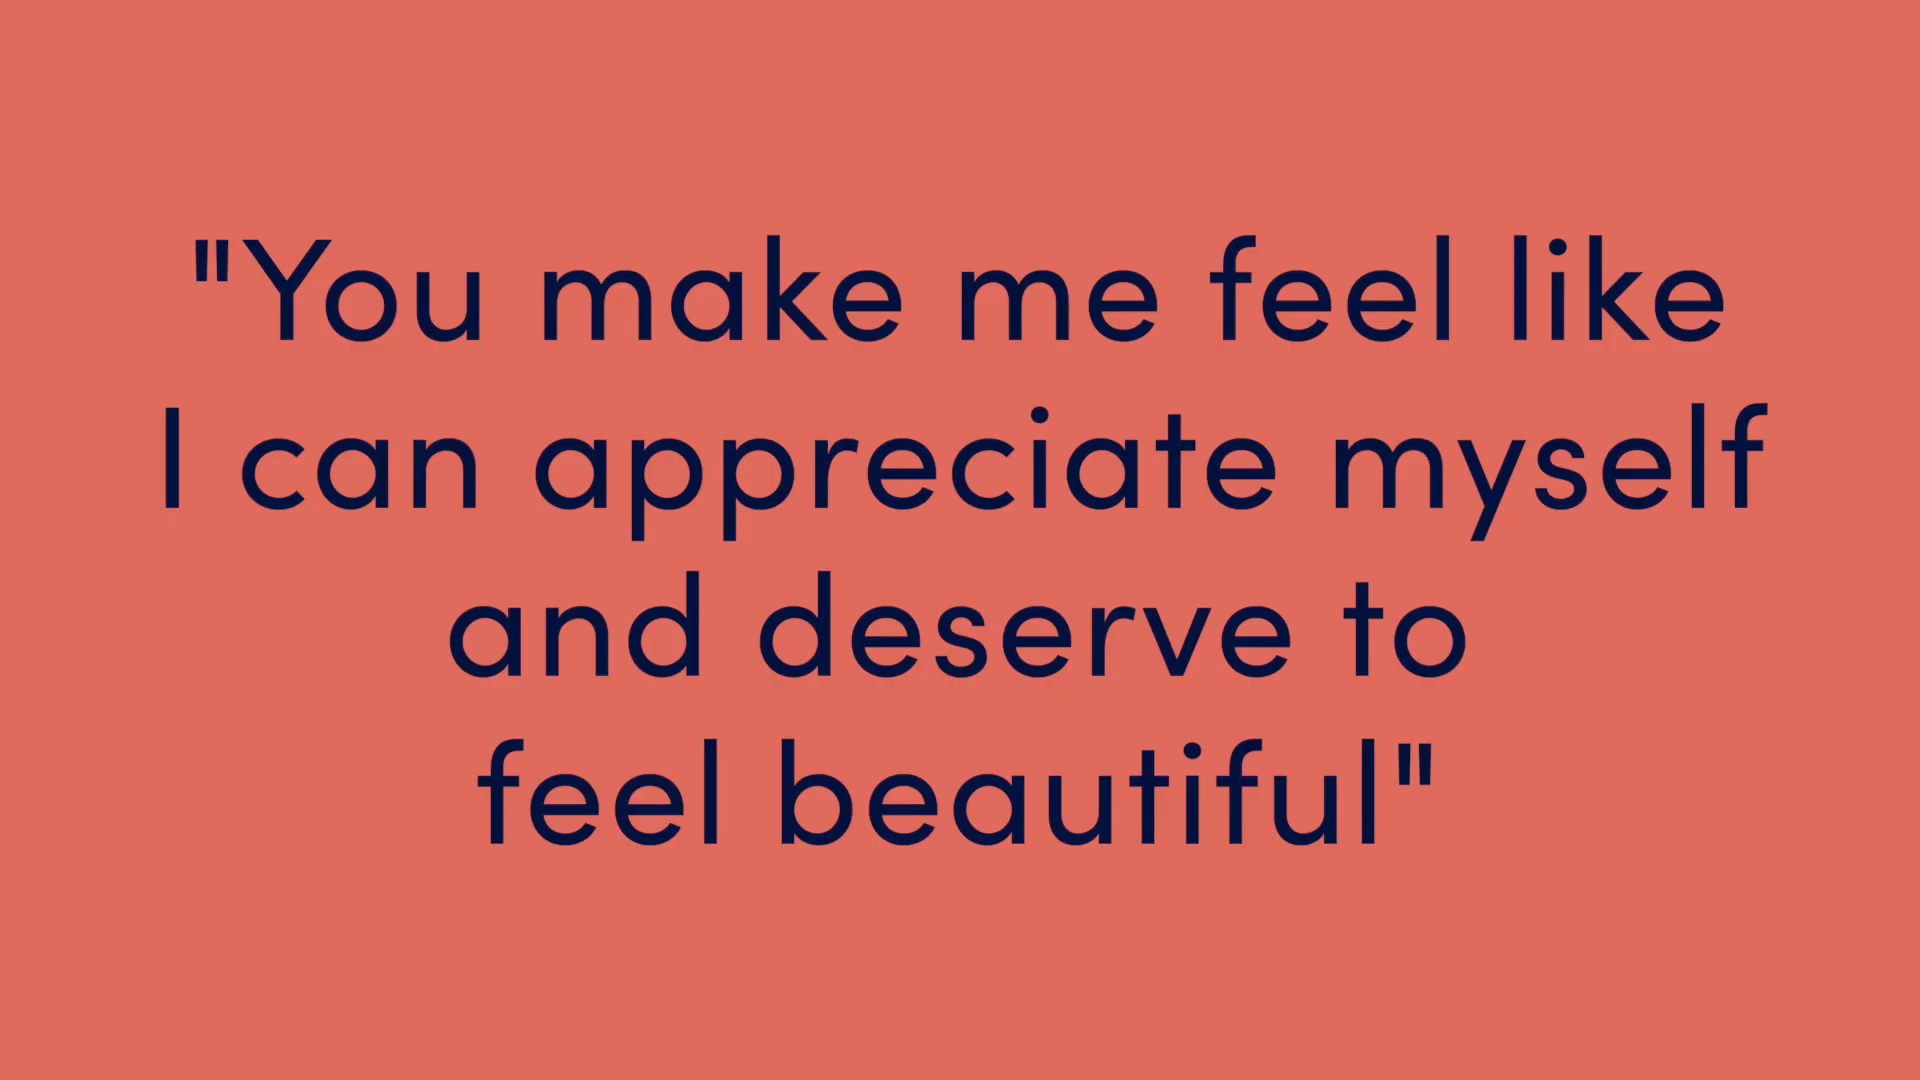 "You make me feel like
I can appreciate myself
and deserve to
feel beautiful"